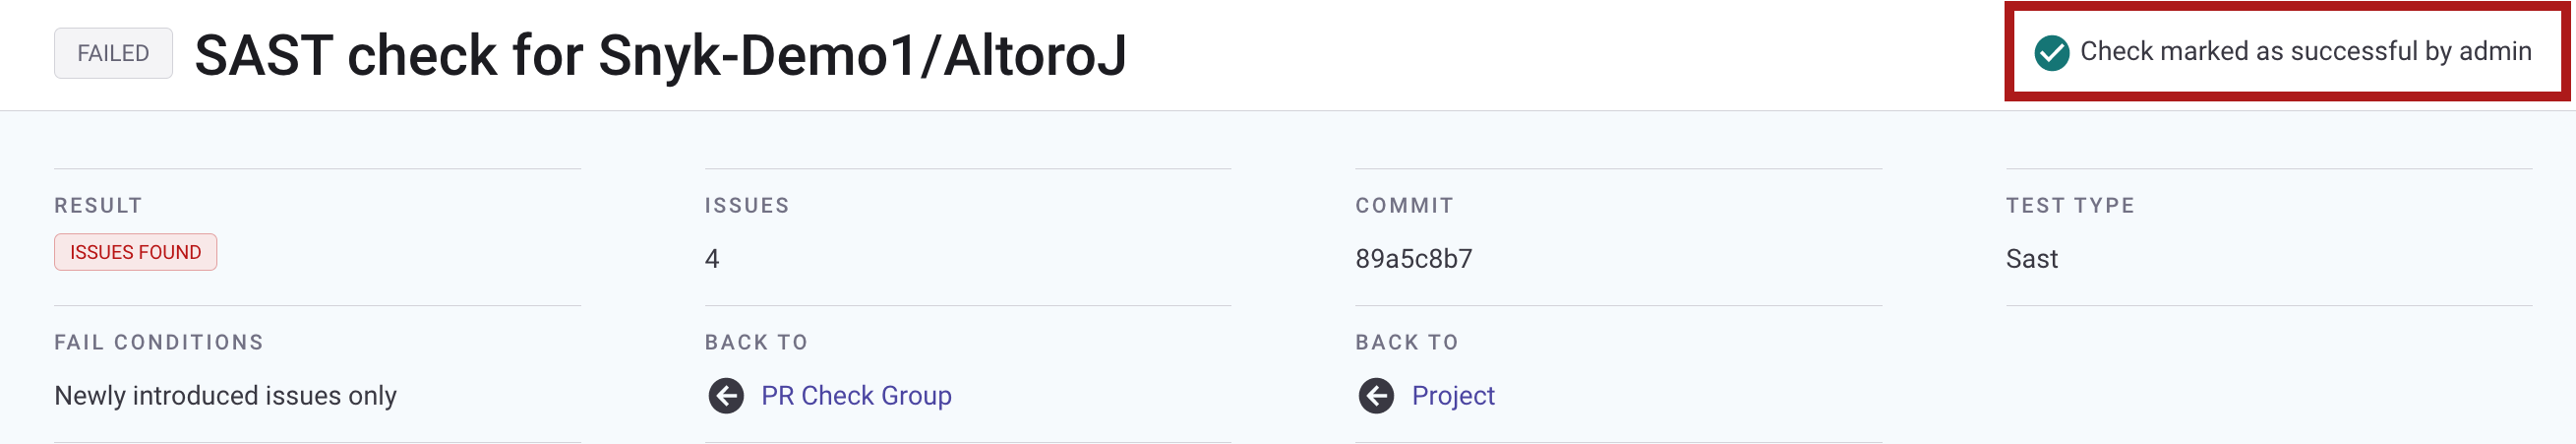 FAILED
SAST check for Snyk-Demo1/AltoroJ
Check marked as successful by admin
RESULT
ISSUES FOUND
ISSUES
4
COMMIT
89a5c8b7
TEST TYPE
Sast
FAIL CONDITIONS
Newly introduced issues only
BACK TO
PR Check Group
BACK TO
Project